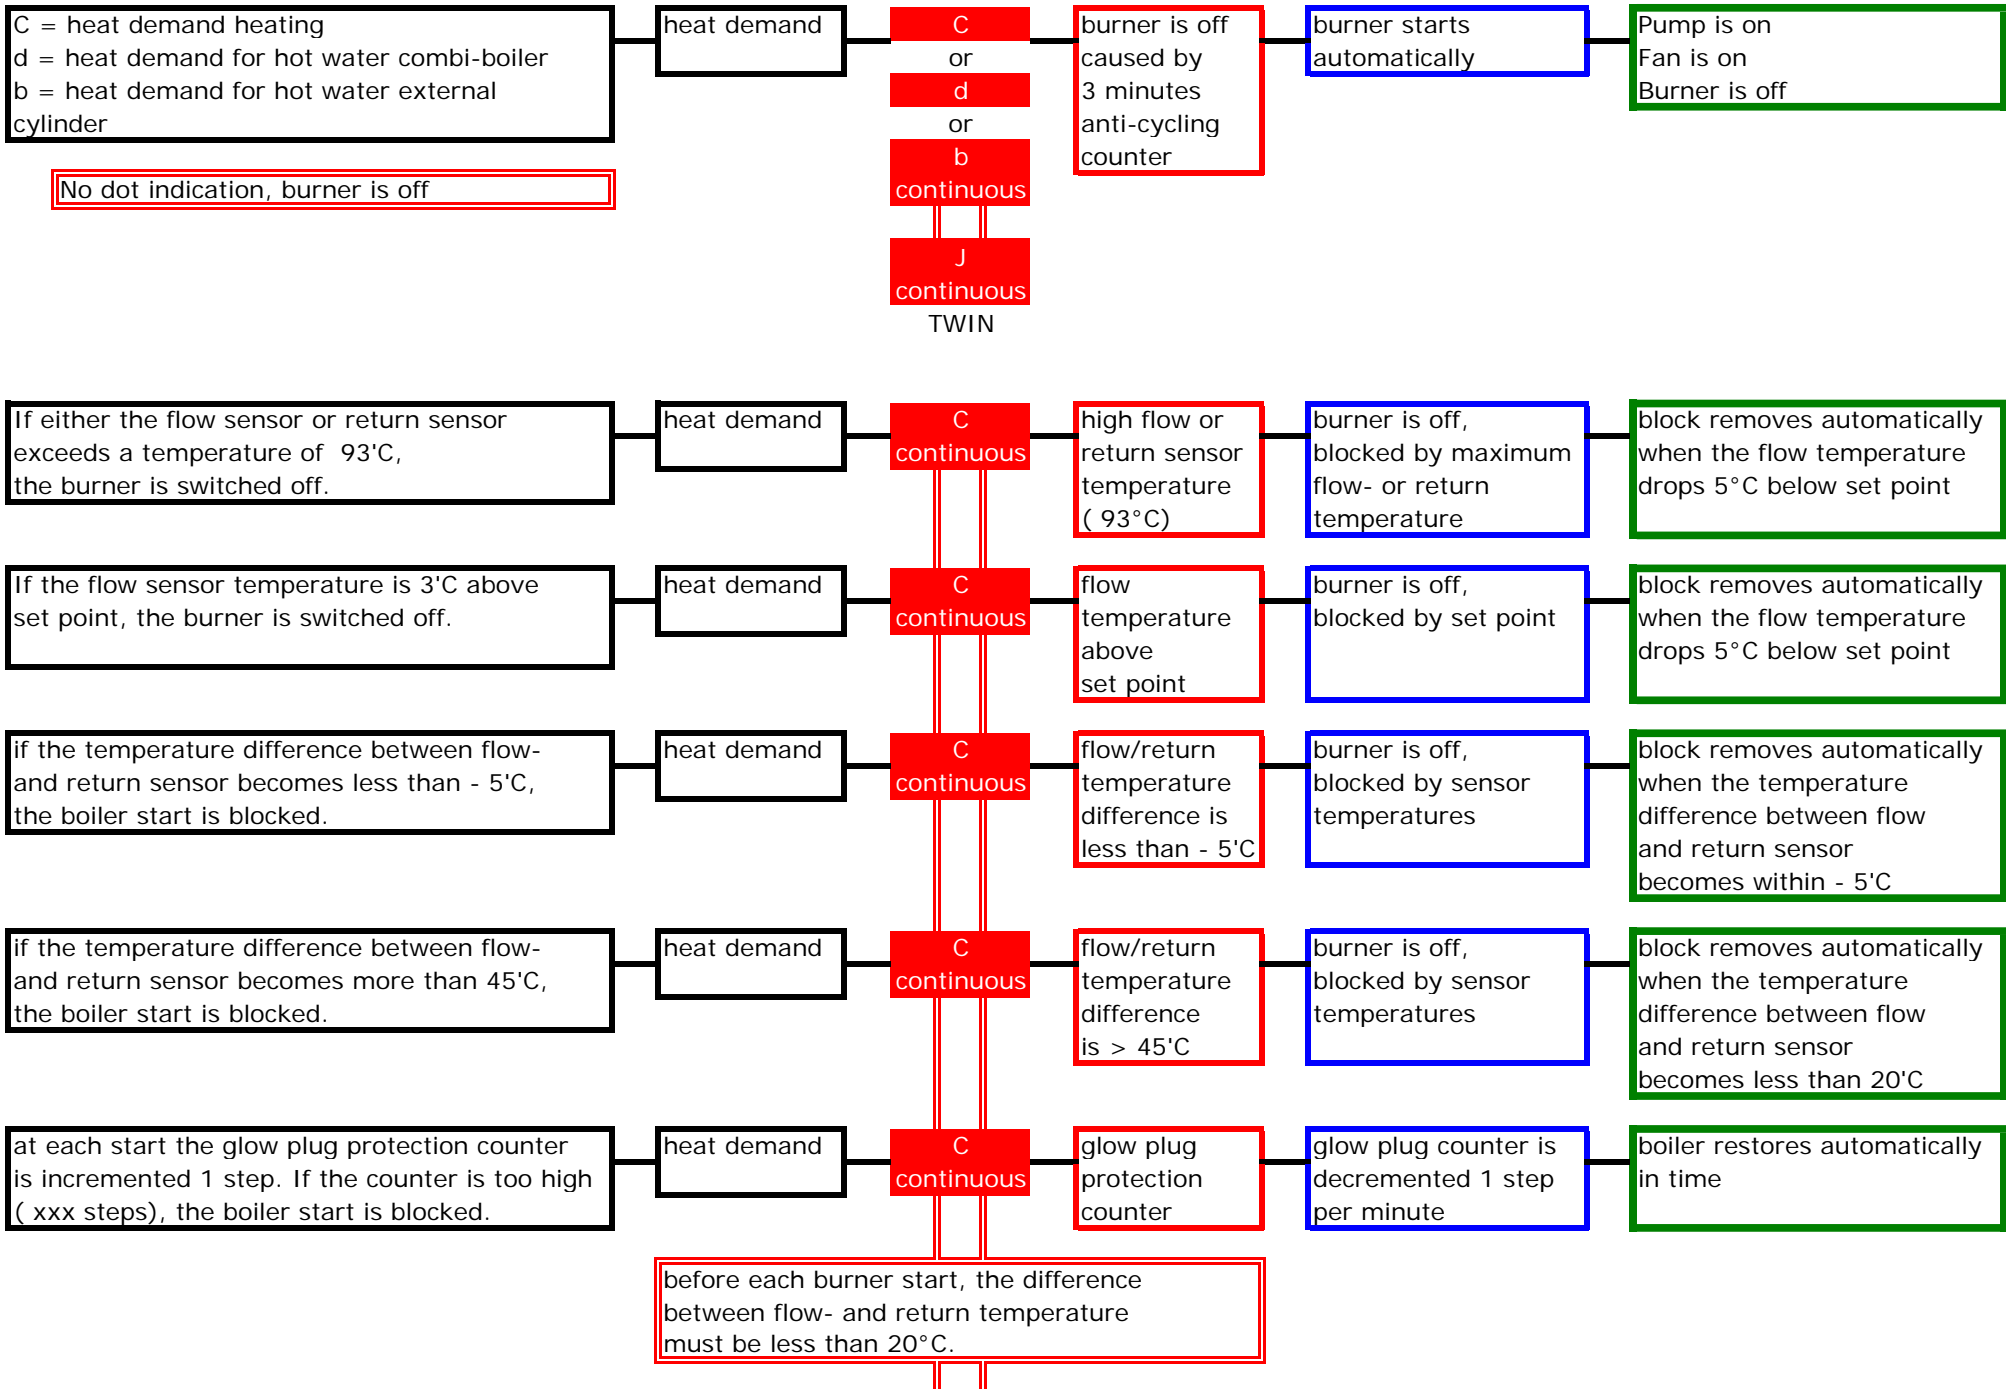 C = heat demand heating
d = heat demand for hot water combi-boiler
b = heat demand for hot water external
cylinder
No dot indication, burner is off
heat demand
C
or
d
or
b
continuous
J
continuous
TWIN
burner is off
caused by
3 minutes
anti-cycling
counter
burner starts
automatically
Pump is on
Fan is on
Burner is off
If either the flow sensor or return sensor
exceeds a temperature of  93'C,
the burner is switched off.
heat demand
C
continuous
high flow or
return sensor
temperature
( 93°C)
burner is off,
blocked by maximum
flow- or return
temperature
block removes automatically
when the flow temperature
drops 5°C below set point
If the flow sensor temperature is 3'C above
set point, the burner is switched off.
heat demand
C
continuous
flow
temperature
above
set point
burner is off,
blocked by set point
block removes automatically
when the flow temperature
drops 5°C below set point
if the temperature difference between flow-
and return sensor becomes less than - 5'C,
the boiler start is blocked.
heat demand
C
continuous
flow/return
temperature
difference is
less than - 5'C
burner is off,
blocked by sensor
temperatures
block removes automatically
when the temperature
difference between flow
and return sensor
becomes within - 5'C
if the temperature difference between flow-
and return sensor becomes more than 45'C,
the boiler start is blocked.
heat demand
C
continuous
flow/return
temperature
difference
is > 45'C
burner is off,
blocked by sensor
temperatures
block removes automatically
when the temperature
difference between flow
and return sensor
becomes less than 20'C
at each start the glow plug protection counter
is incremented 1 step. If the counter is too high
( xxx steps), the boiler start is blocked.
heat demand
C
continuous
glow plug
protection
counter
glow plug counter is
decremented 1 step
per minute
boiler restores automatically
in time
before each burner start, the difference
between flow- and return temperature
must be less than 20°C.